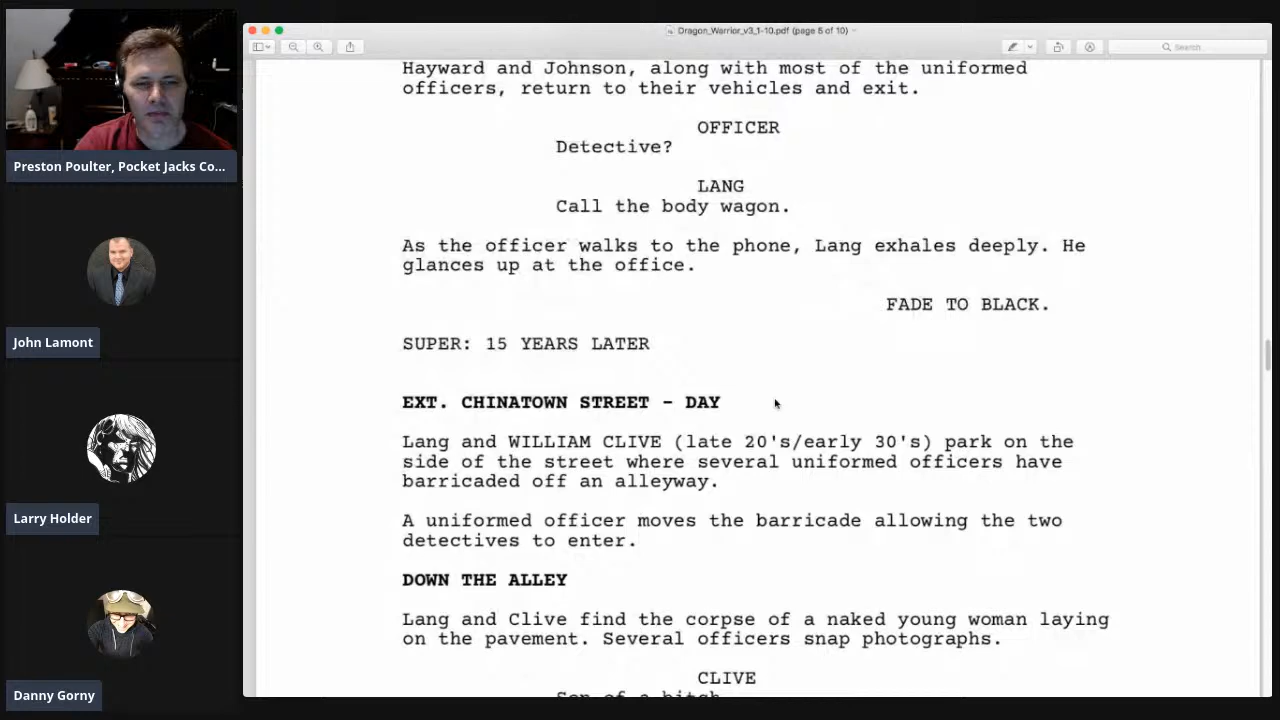 Preston Poulter, Pocket Jacks Co...
John Lamont
Larry Holder
Danny Gorny
Dragon_Warrior_v3_1-10.pdf (page 5 of 10)
Search
Hayward and Johnson, along with most of the uniformed
officers, return to their vehicles and exit.
OFFICER
Detective?
LANG
Call the body wagon.
As the officer walks to the phone, Lang exhales deeply. He
glances up at the office.
FADE TO BLACK.
SUPER: 15 YEARS LATER
EXT. CHINATOWN STREET - DAY
Lang and WILLIAM CLIVE (late 20's/early 30's) park on the
side of the street where several uniformed officers have
barricaded off an alleyway.
A uniformed officer moves the barricade allowing the two
detectives to enter.
DOWN THE ALLEY
Lang and Clive find the corpse of a naked young woman laying
on the pavement. Several officers snap photographs.
CLIVE
Son of a bitch